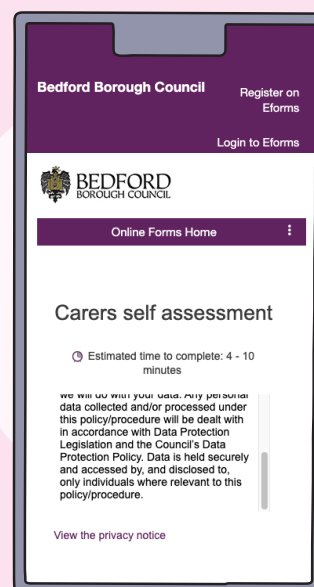 Bedford Borough Council
Register on
Eforms
Login to Eforms
BEDFORD
BOROUGH COUNCIL
Online Forms Home
Carers self assessment
Estimated time to complete: 4 - 10
minutes
we will do with your data. Any personal
data collected and/or processed under
this policy/procedure will be dealt with
in accordance with Data Protection
Legislation and the Council's Data
Protection Policy. Data is held securely
and accessed by, and disclosed to,
only individuals where relevant to this
policy/procedure.
View the privacy notice